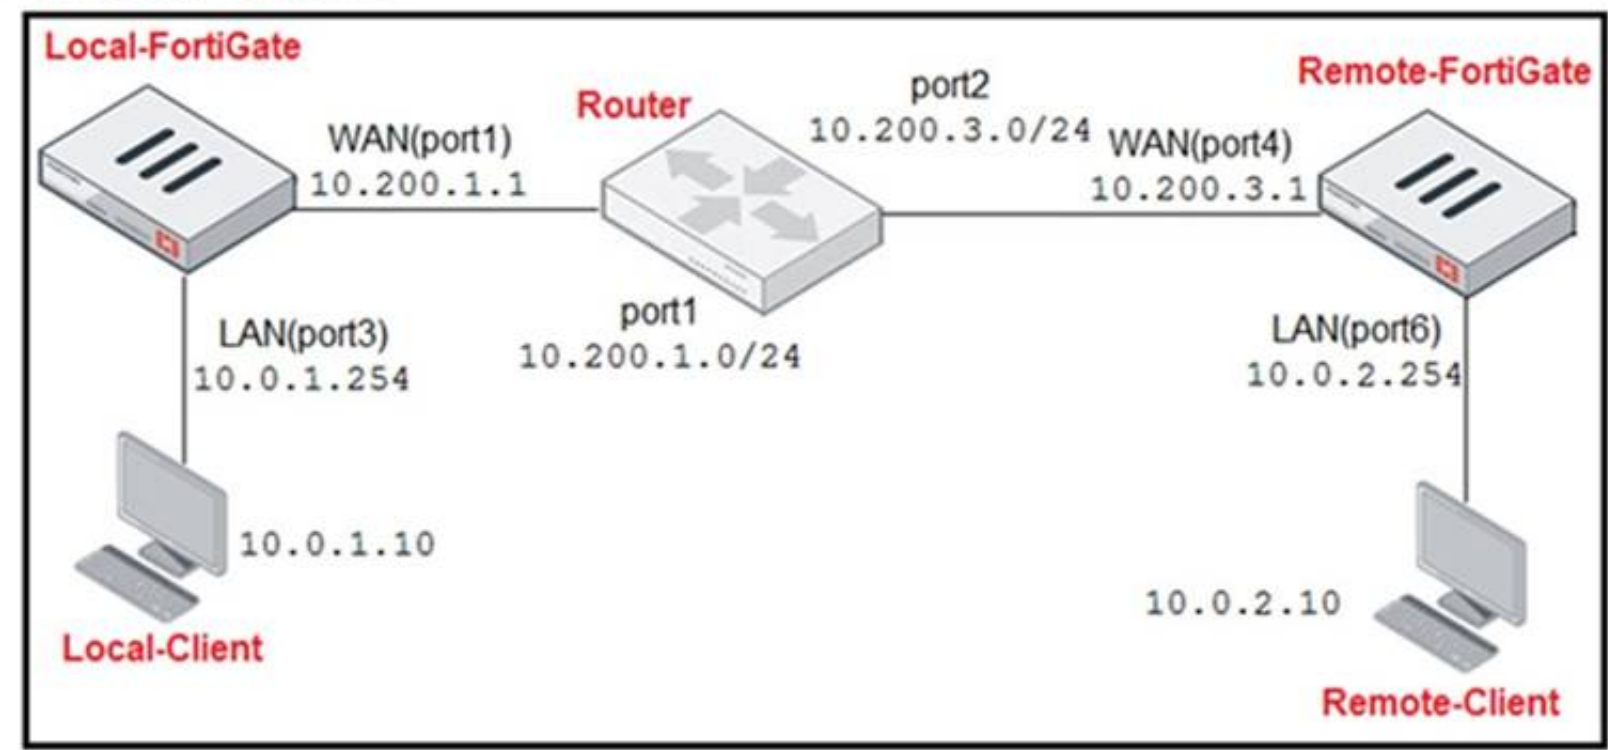 Local-FortiGate
Router
port2
10.200.3.0/24
Remote-FortiGate
WAN(port1)
10.200.1.1
WAN(port4)
10.200.3.1
LAN(port3)
10.0.1.254
port1
10.200.1.0/24
LAN(port6)
10.0.2.254
10.0.1.10
10.0.2.10
Local-Client
Remote-Client